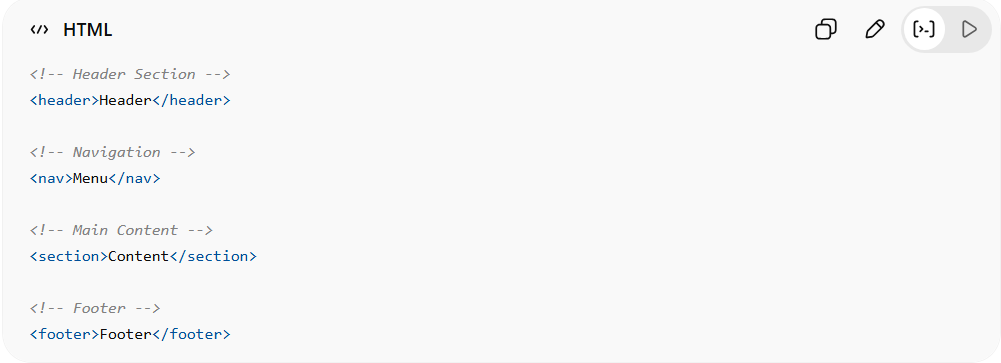 HTML
<!-- Header Section -->
<header>Header</header>
<!-- Navigation -->
<nav>Menu</nav>
<!-- Main Content -->
<section>Content</section>
<!-- Footer -->
<footer>Footer</footer>